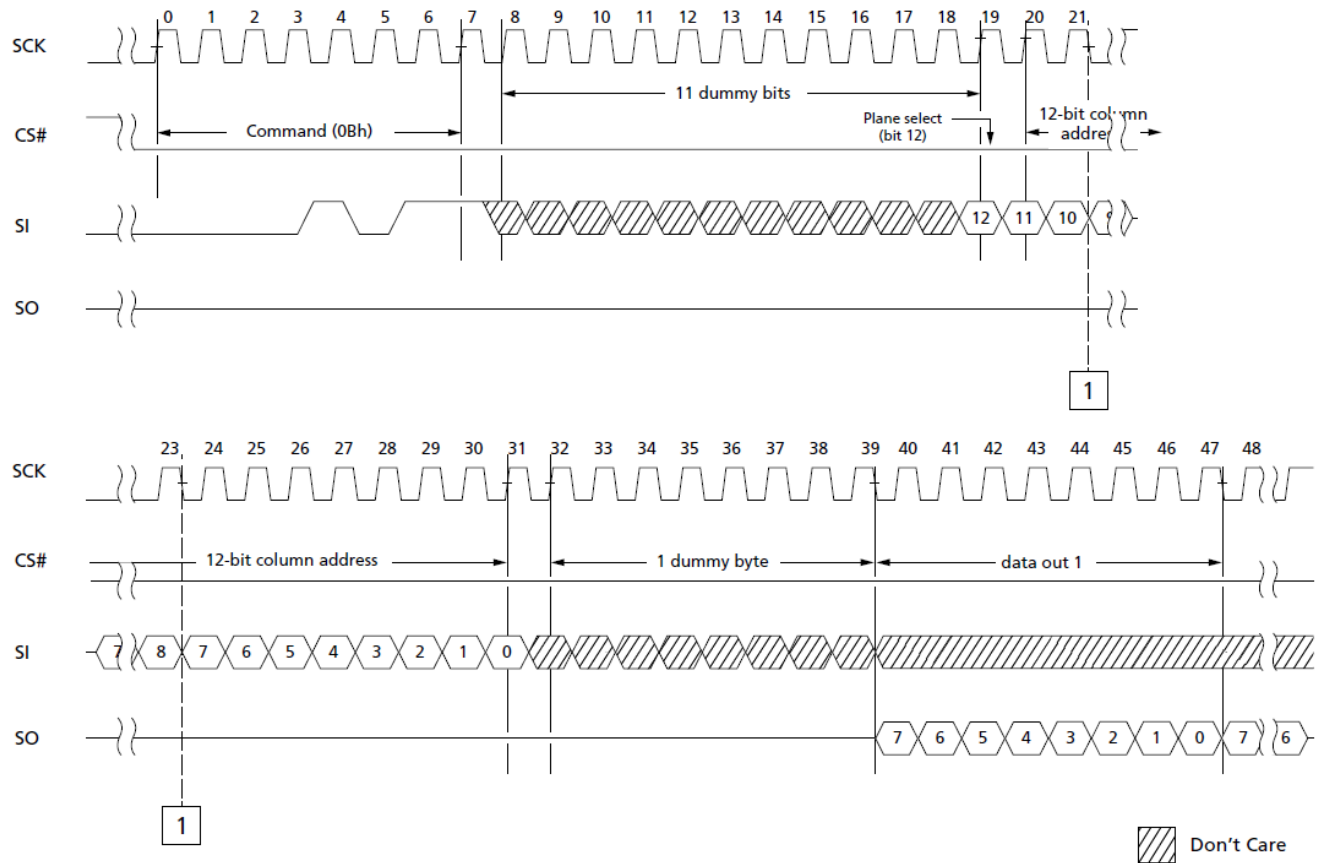 0 1 2 3 4 5 6 7 8 9 10 11 12 13 14 15 16 17 18 19 20 21
SCK
11 dummy bits
Command (0Bh)
Plane select
(bit 12)
12-bit column
address
CS#
SI
12 11 10 9
SO
1
23 24 25 26 27 28 29 30 31 32 33 34 35 36 37 38 39 40 41 42 43 44 45 46 47 48
SCK
CS#
12-bit column address
1 dummy byte
data out 1
SI
7 8 7 6 5 4 3 2 1 0
SO
7 6 5 4 3 2 1 0 7 6
1
Don't Care